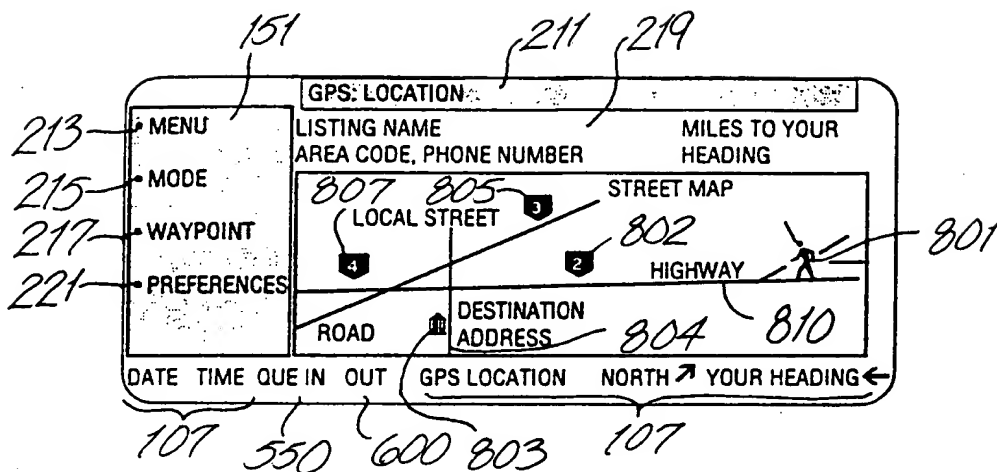 151
211
219
GPS: LOCATION
213
MENU
LISTING NAME
MILES TO YOUR
AREA CODE, PHONE NUMBER
HEADING
215
MODE
807
805
3
STREET MAP
LOCAL STREET
802
217
WAYPOINT
4
2
801
221
PREFERENCES
HIGHWAY
ROAD
DESTINATION
ADDRESS
804
810
DATE TIME QUE IN OUT GPS LOCATION NORTH ↗ YOUR HEADING ←
107
550
600
803
107